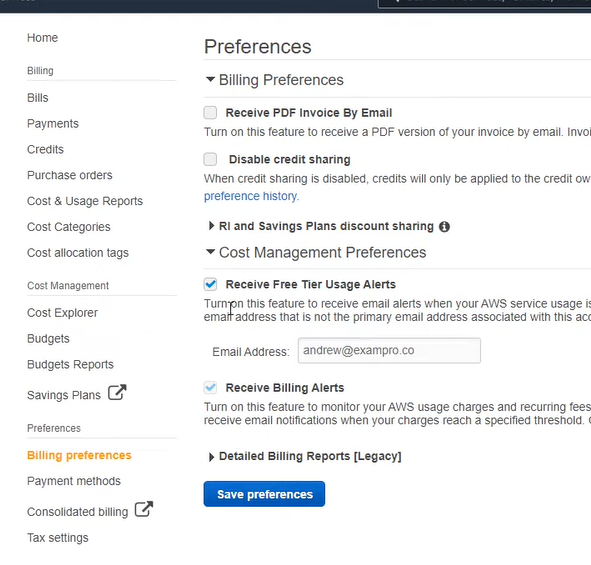 Home
Billing
Bills
Payments
Credits
Purchase orders
Cost & Usage Reports
Cost Categories
Cost allocation tags
Cost Management
Cost Explorer
Budgets
Budgets Reports
Savings Plans
Preferences
Billing preferences
Payment methods
Consolidated billing
Tax settings
Preferences
Billing Preferences
Receive PDF Invoice By Email
Turn on this feature to receive a PDF version of your invoice by email. Invoi
Disable credit sharing
When credit sharing is disabled, credits will only be applied to the credit ow
preference history.
RI and Savings Plans discount sharing
Cost Management Preferences
Receive Free Tier Usage Alerts
Turn on this feature to receive email alerts when your AWS service usage is
email address that is not the primary email address associated with this acc
Email Address: andrew@exampro.co
Receive Billing Alerts
Turn on this feature to monitor your AWS usage charges and recurring fees
receive email notifications when your charges reach a specified threshold.
Detailed Billing Reports [Legacy]
Save preferences